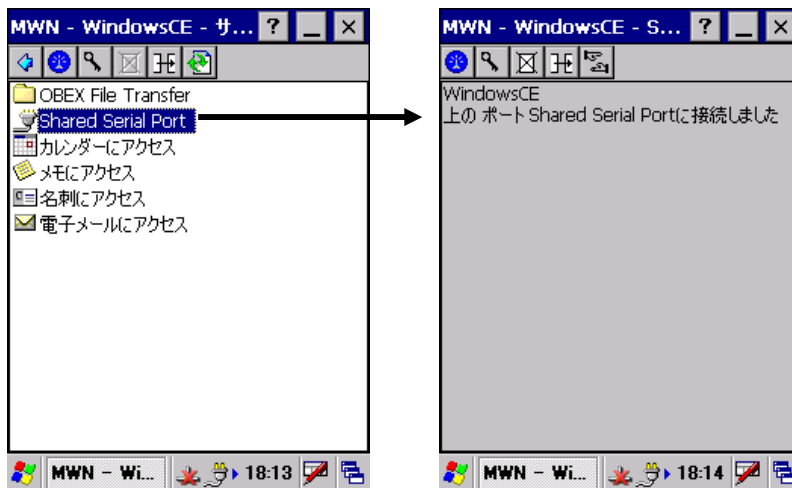 MWN - WindowsCE - サ...
OBEX File Transfer
Shared Serial Port
カレンダーにアクセス
メモにアクセス
名刺にアクセス
電子メールにアクセス
MWN - Wi...
18:13
MWN - WindowsCE - S...
WindowsCE
上の ポート Shared Serial Portに接続しました
MWN - Wi...
18:14